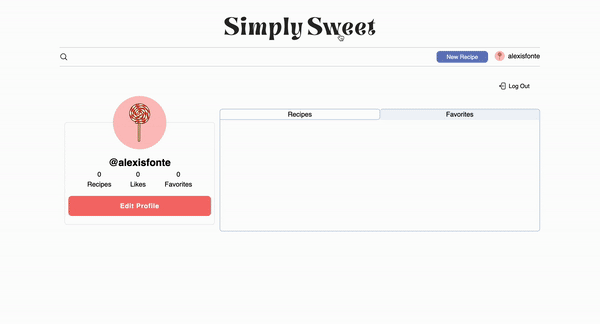 Simply Sweet
New Recipe alexisfonte
Log Out
Recipes Favorites
@alexisfonte
0 0 0
Recipes Likes Favorites
Edit Profile